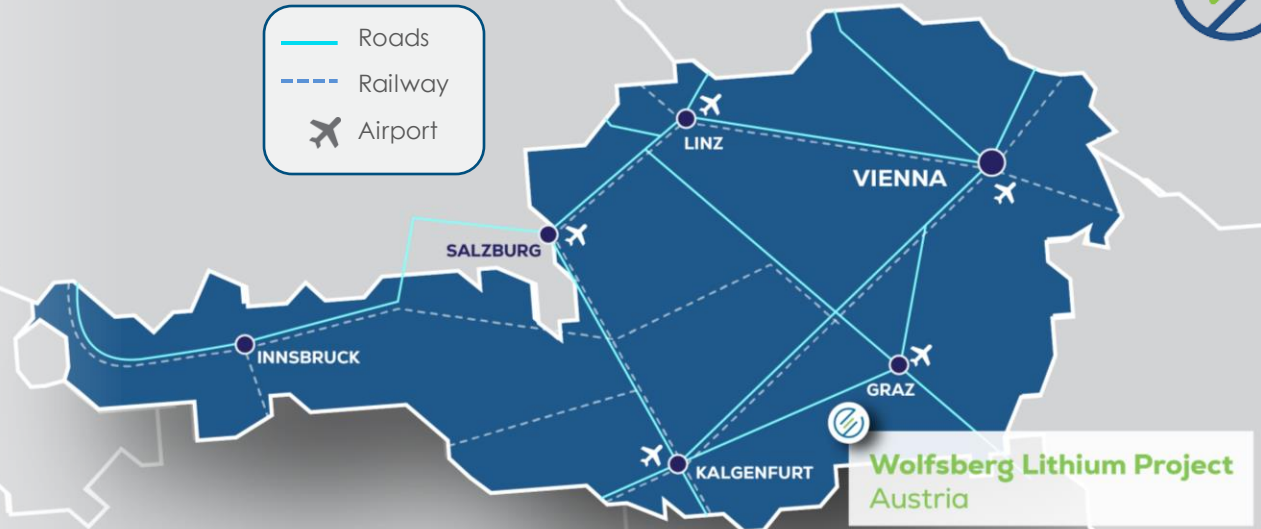 Roads
Railway
Airport
LINZ
VIENNA
SALZBURG
INNSBRUCK
GRAZ
KALGENFURT
Wolfsberg Lithium Project
Austria